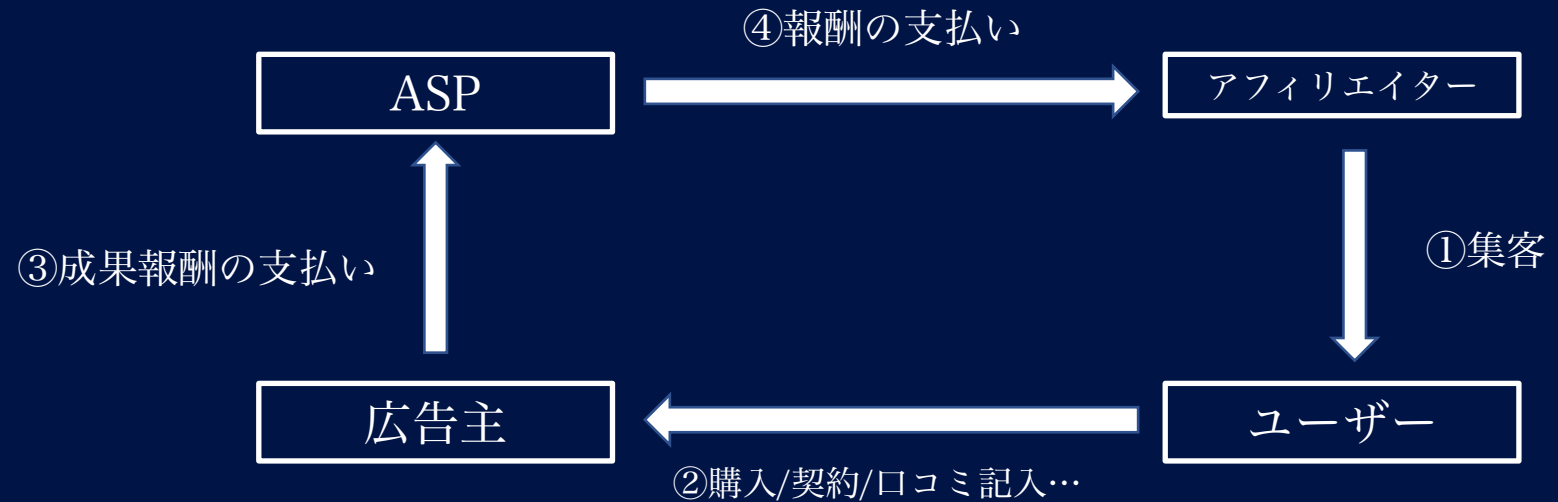 ④報酬の支払い
ASP
アフィリエイター
③成果報酬の支払い
①集客
広告主
ユーザー
②購入/契約/口コミ記入…